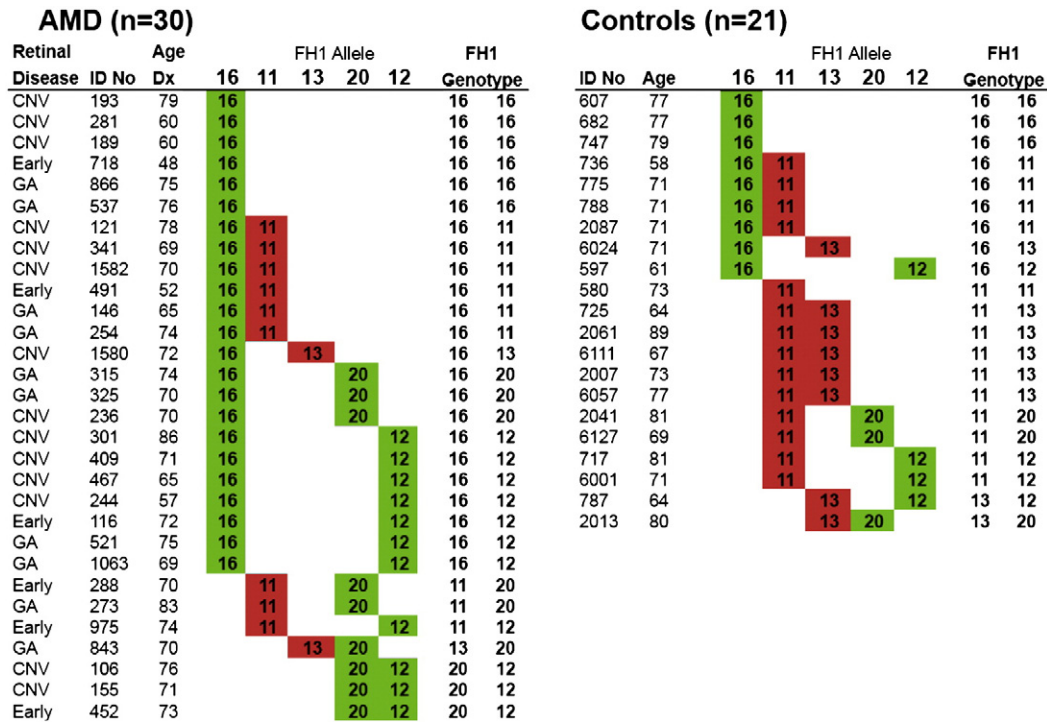 AMD (n=30)
Retinal Age FH1 Allele FH1
Disease ID No Dx 16 11 13 20 12 Genotype
CNV 193 79 16 16 16
CNV 281 60 16 16 16
CNV 189 60 16 16 16
Early 718 48 16 16 16
GA 866 75 16 16 16
GA 537 76 16 16 16
CNV 121 78 16 11 16 11
CNV 341 69 16 11 16 11
CNV 1582 70 16 11 16 11
Early 491 52 16 11 16 11
GA 146 65 16 11 16 11
GA 254 74 16 11 16 11
CNV 1580 72 16 13 16 13
GA 315 74 16 20 16 20
GA 325 70 16 20 16 20
CNV 236 70 16 20 16 20
CNV 301 86 16 12 16 12
CNV 409 71 16 12 16 12
CNV 467 65 16 12 16 12
CNV 244 57 16 12 16 12
Early 116 72 16 12 16 12
GA 521 75 16 12 16 12
GA 1063 69 16 12 16 12
Early 288 70 11 20 11 20
GA 273 83 11 20 11 20
Early 975 74 11 12 11 12
GA 843 70 13 20 13 20
CNV 106 76 20 12 20 12
CNV 155 71 20 12 20 12
Early 452 73 20 12 20 12
Controls (n=21)
FH1 Allele FH1
ID No Age 16 11 13 20 12 Genotype
607 77 16 16 16
682 77 16 16 16
747 79 16 16 16
736 58 16 11 16 11
775 71 16 11 16 11
788 71 16 11 16 11
2087 71 16 11 16 11
6024 71 16 13 16 13
597 61 16 12 16 12
580 73 11 11 11
725 64 11 13 11 13
2061 89 11 13 11 13
6111 67 11 13 11 13
2007 73 11 13 11 13
6057 77 11 13 11 13
2041 81 11 20 11 20
6127 69 11 20 11 20
717 81 11 12 11 12
6001 71 11 12 11 12
787 64 13 12 13 12
2013 80 13 20 13 20